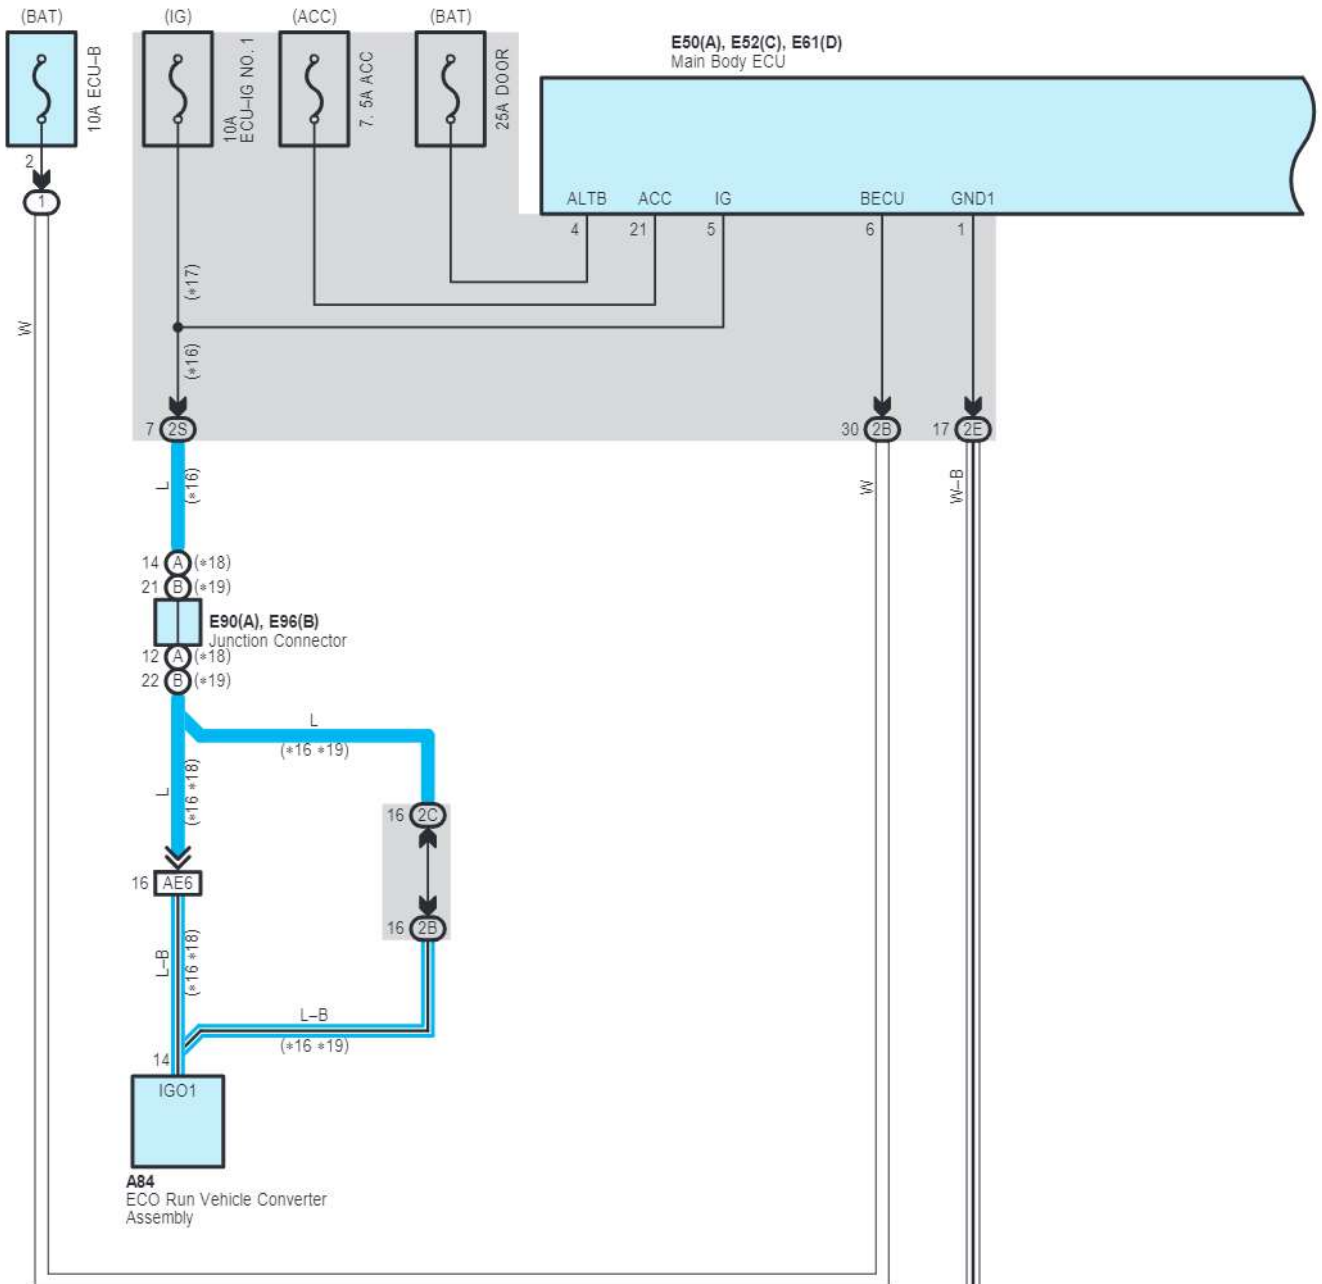 (BAT)
(IG)
(ACC)
(BAT)
10A ECU–B
10A
ECU–IG NO. 1
7. 5A ACC
25A DOOR
E50(A), E52(C), E61(D)
Main Body ECU
ALTB
ACC
IG
BECU
GND1
4
21
5
6
1
2
1
W
(*17)
(*16)
7
2S
30
2B
17
2E
L
(*16)
W
W–B
14
A
(*18)
21
B
(*19)
E90(A), E96(B)
Junction Connector
12
A
(*18)
22
B
(*19)
L
(*16 *19)
L
(*16 *18)
16
2C
16
AE6
16
2B
L–B
(*16 *18)
L–B
(*16 *19)
14
IGO1
A84
ECO Run Vehicle Converter
Assembly